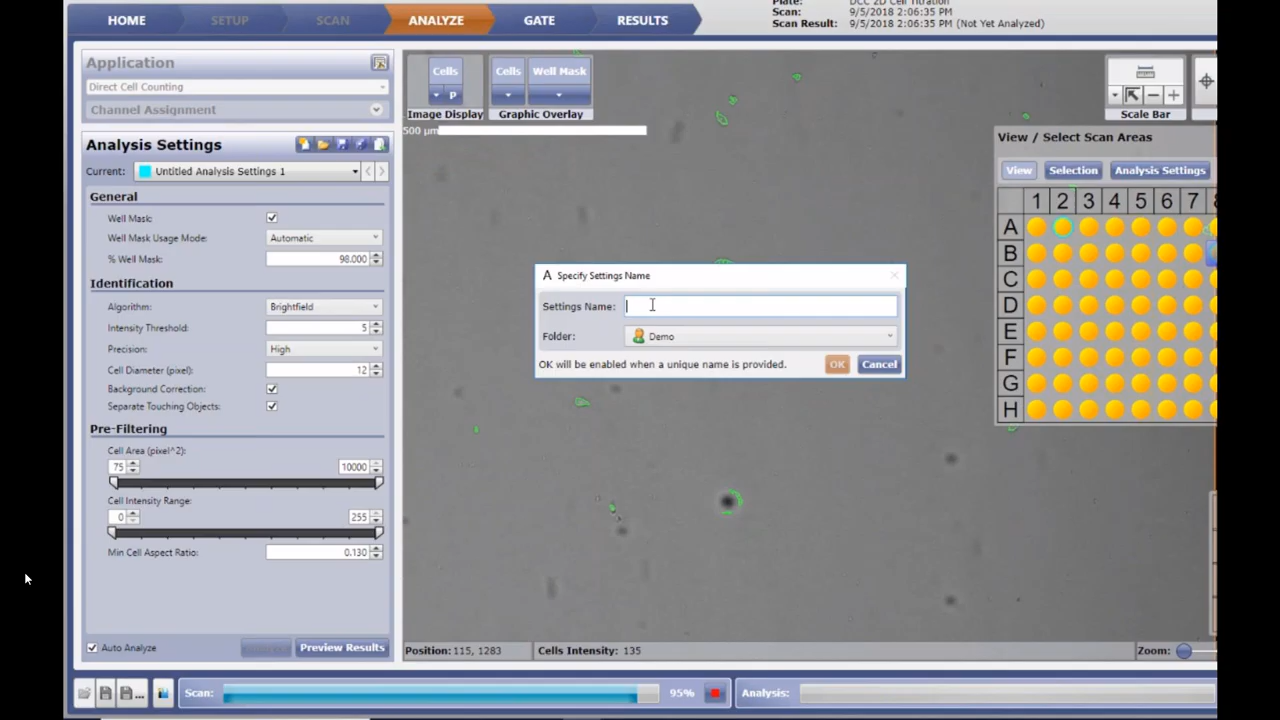 HOME SETUP SCAN ANALYZE GATE RESULTS
Plate: DCC 2D Cell Titration
Scan: 9/5/2018 2:06:35 PM
Scan Result: 9/5/2018 2:06:35 PM (Not Yet Analyzed)
Application
Direct Cell Counting
Channel Assignment
Analysis Settings
Current: Untitled Analysis Settings 1
General
Well Mask:
Well Mask Usage Mode: Automatic
% Well Mask: 98.000
Identification
Algorithm: Brightfield
Intensity Threshold: 5
Precision: High
Cell Diameter (pixel): 12
Background Correction:
Separate Touching Objects:
Pre-Filtering
Cell Area (pixel^2):
75 10000
Cell Intensity Range:
0 255
Min Cell Aspect Ratio: 0.130
Auto Analyze
Preview Results
Cells
P
Image Display
Cells Well Mask
Graphic Overlay
500 µm
Scale Bar
View / Select Scan Areas
View Selection Analysis Settings
1 2 3 4 5 6 7 8
A
B
C
D
E
F
G
H
A Specify Settings Name
Settings Name:
Folder: Demo
OK will be enabled when a unique name is provided. OK Cancel
Position: 115, 1283 Cells Intensity: 135 Zoom:
Scan: 95% Analysis: